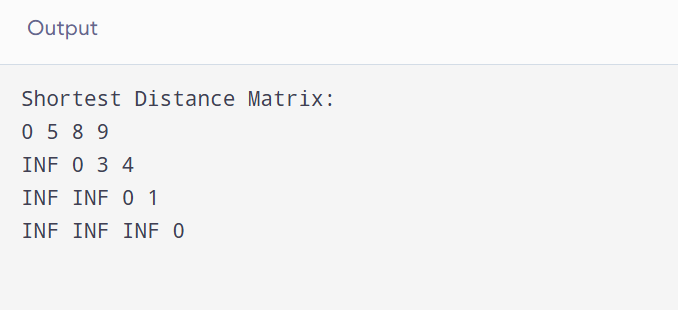 Output
Shortest Distance Matrix:
0 5 8 9
INF 0 3 4
INF INF 0 1
INF INF INF 0